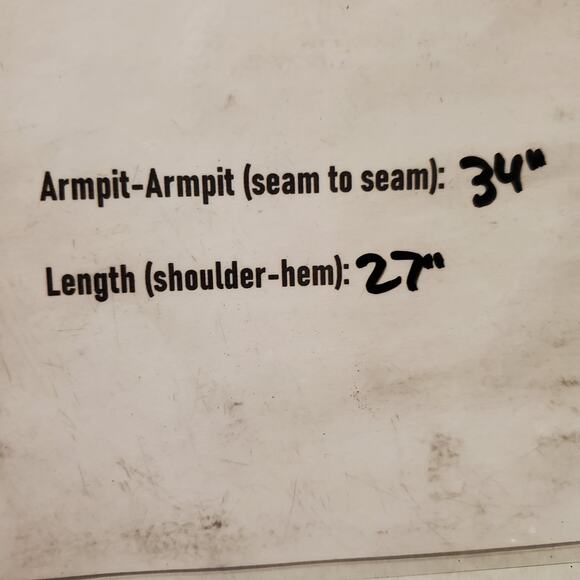 Armpit-Armpit (seam to seam): 34"
Length (shoulder-hem): 27"